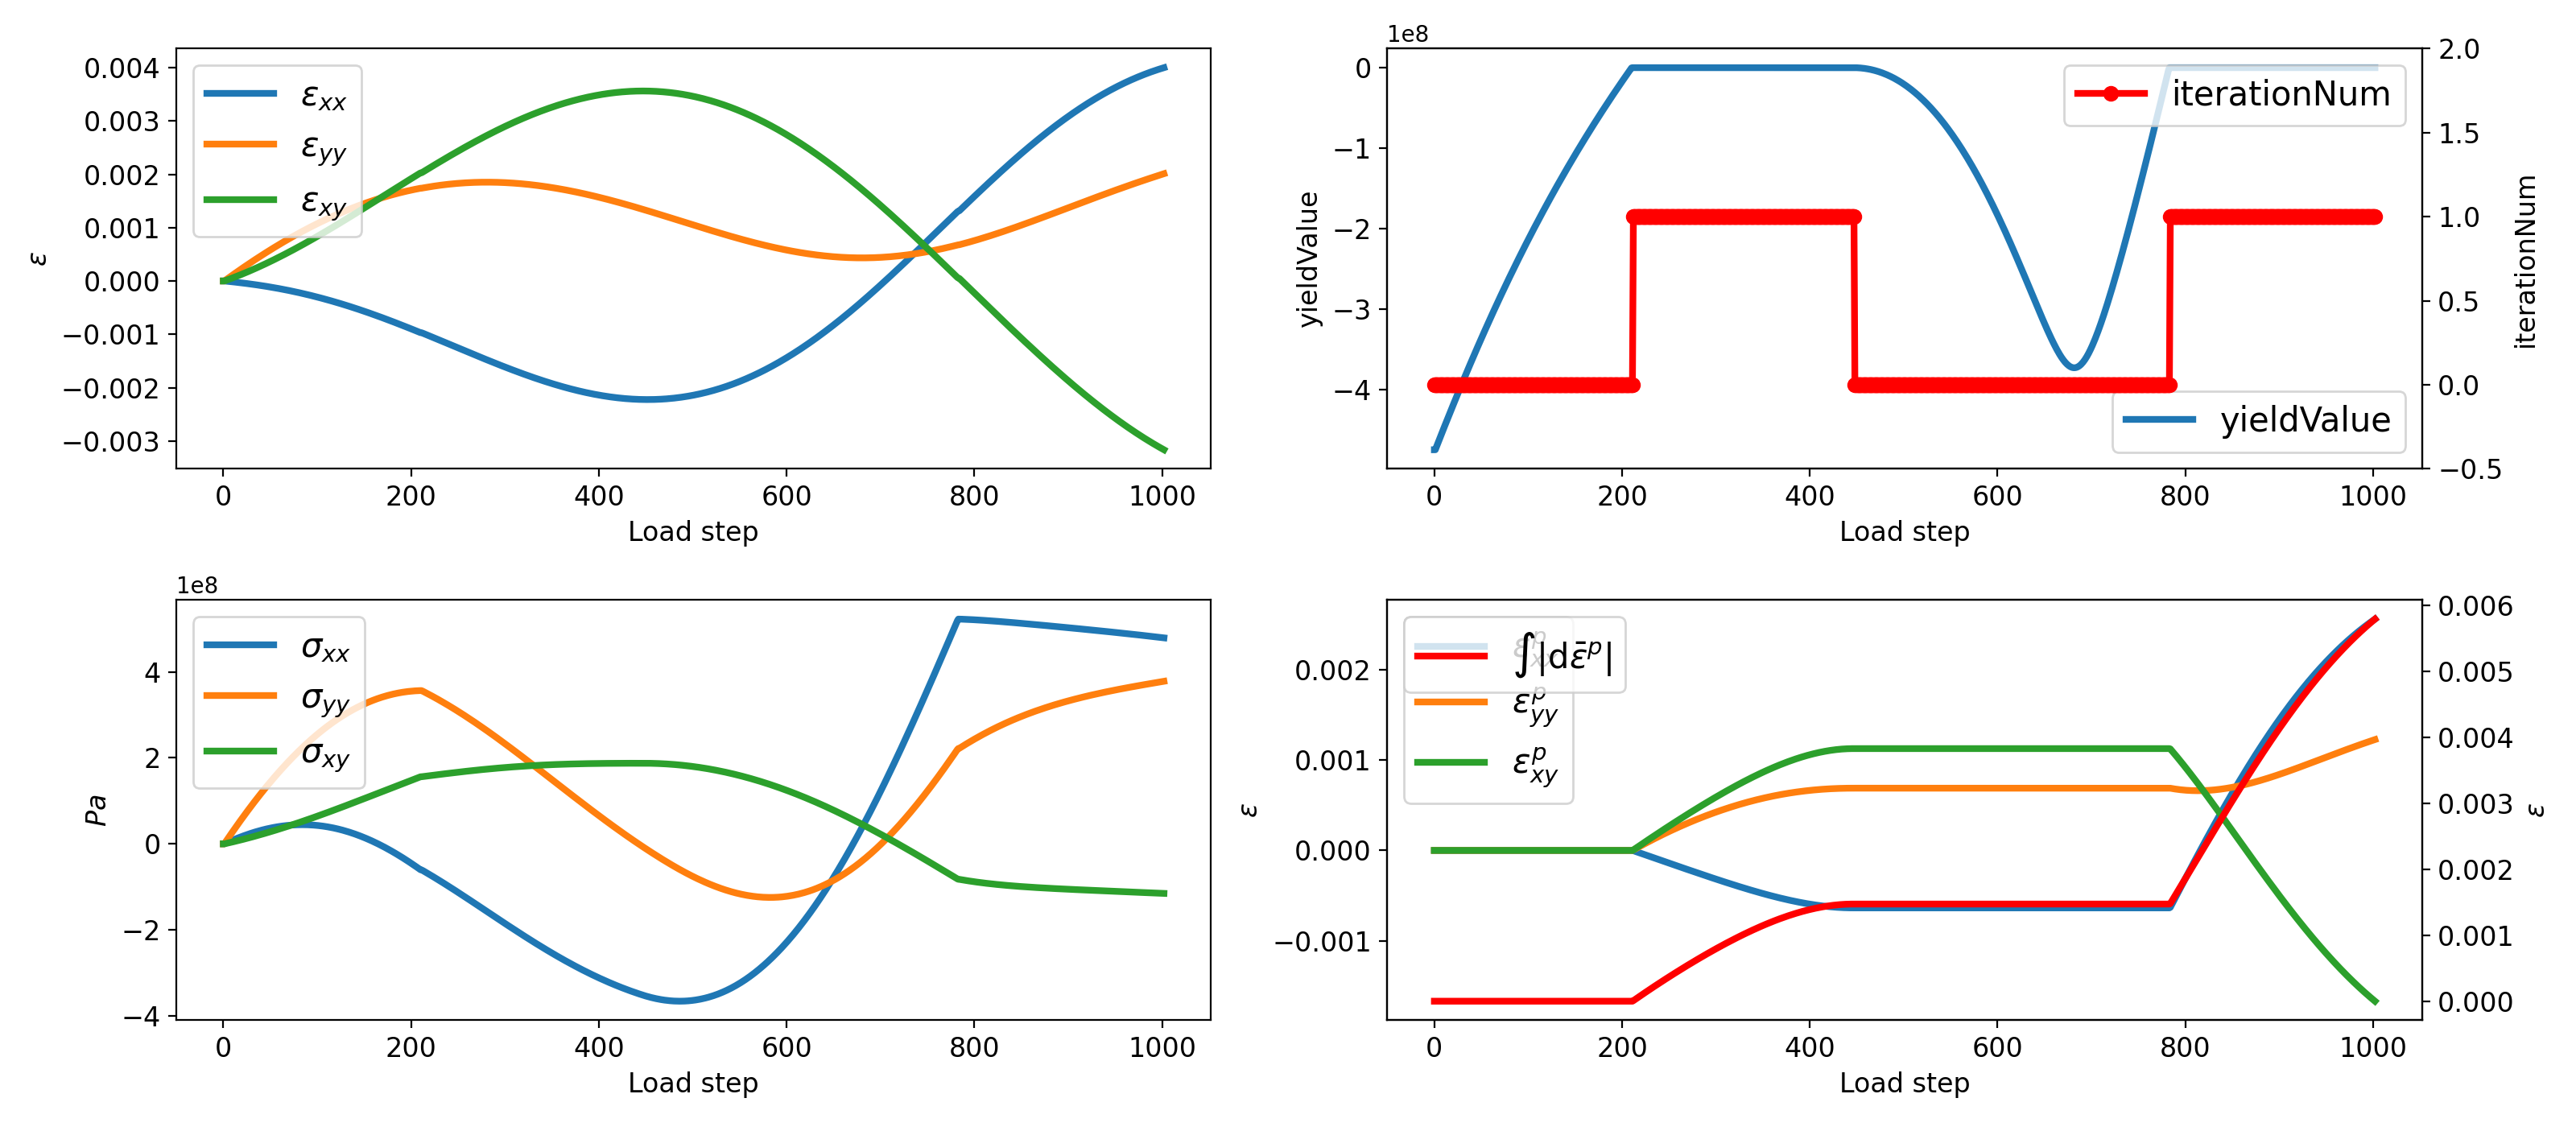 0.004
0.003
0.002
0.001
0.000
−0.001
−0.002
−0.003
ε
ε_xx
ε_yy
ε_xy
0 200 400 600 800 1000
Load step
1e8
0
−1
−2
−3
−4
yieldValue
iterationNum
yieldValue
2.0
1.5
1.0
0.5
0.0
−0.5
iterationNum
0 200 400 600 800 1000
Load step
1e8
4
2
0
−2
−4
Pa
σ_xx
σ_yy
σ_xy
0 200 400 600 800 1000
Load step
0.002
0.001
0.000
−0.001
ε
ε^p_xx
∫|dε̄^p|
ε^p_yy
ε^p_xy
0.006
0.005
0.004
0.003
0.002
0.001
0.000
ε
0 200 400 600 800 1000
Load step